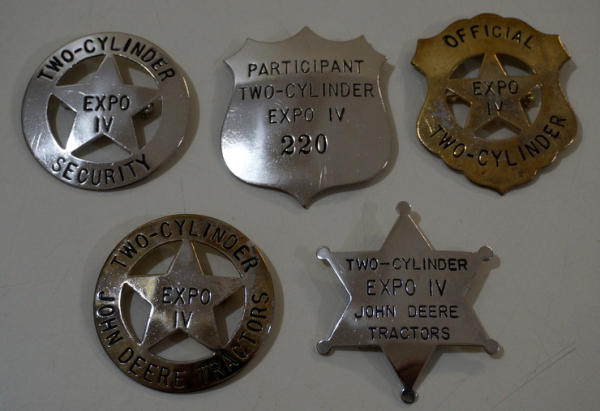 TWO-CYLINDER
EXPO
IV
SECURITY
PARTICIPANT
TWO-CYLINDER
EXPO IV
220
OFFICIAL
EXPO
IV
TWO-CYLINDER
TWO-CYLINDER
EXPO
IV
JOHN DEERE TRACTORS
TWO-CYLINDER
EXPO IV
JOHN DEERE
TRACTORS